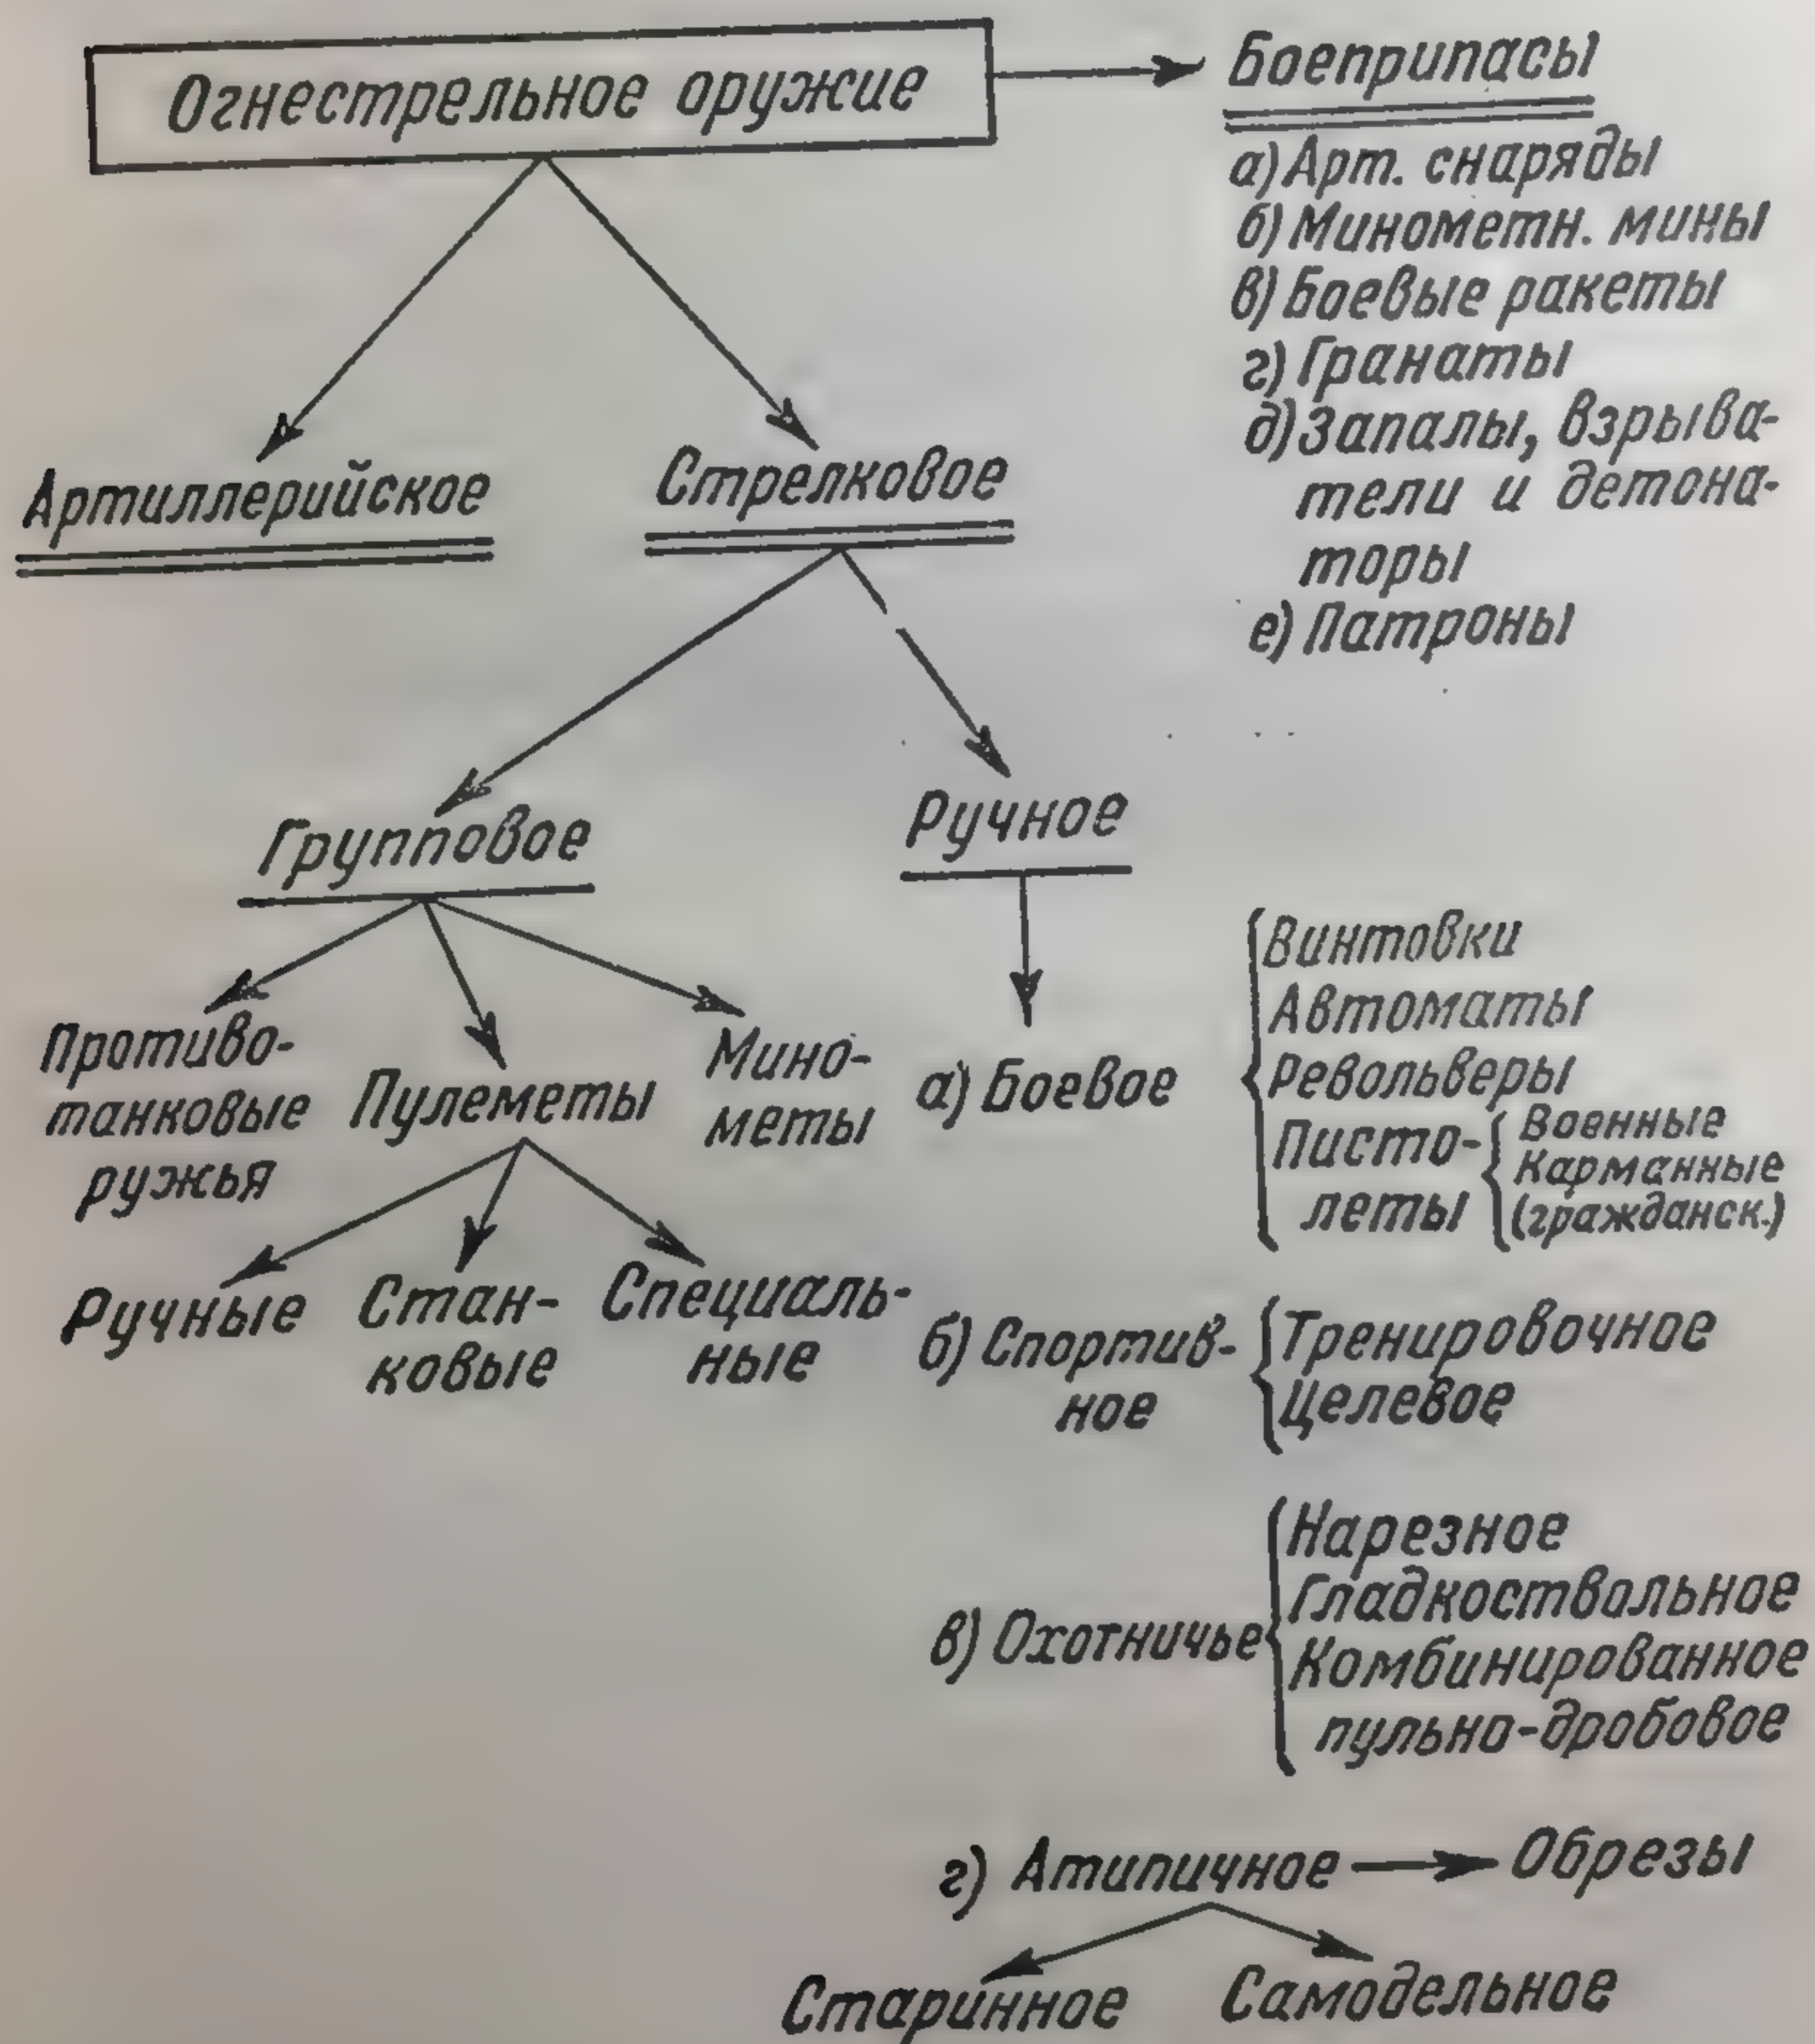 Огнестрельное оружие
Боеприпасы
а) Арт. снаряды
б) Минометн. мины
в) Боевые ракеты
г) Гранаты
д) Запалы, взрыва-
тели и детона-
торы
е) Патроны
Артиллерийское
Стрелковое
Групповое
Ручное
Противо-
танковые
ружья
Пулеметы
Мино-
меты
Ручные
Стан-
ковые
Специаль-
ные
а) Боевое
Винтовки
Автоматы
Револьверы
Писто-
леты
Военные
Карманные
(гражданск.)
б) Спортив-
ное
Тренировочное
Целевое
в) Охотничье
Нарезное
Гладкоствольное
Комбинированное
пульно-дробовое
г) Атипичное
Обрезы
Старинное
Самодельное